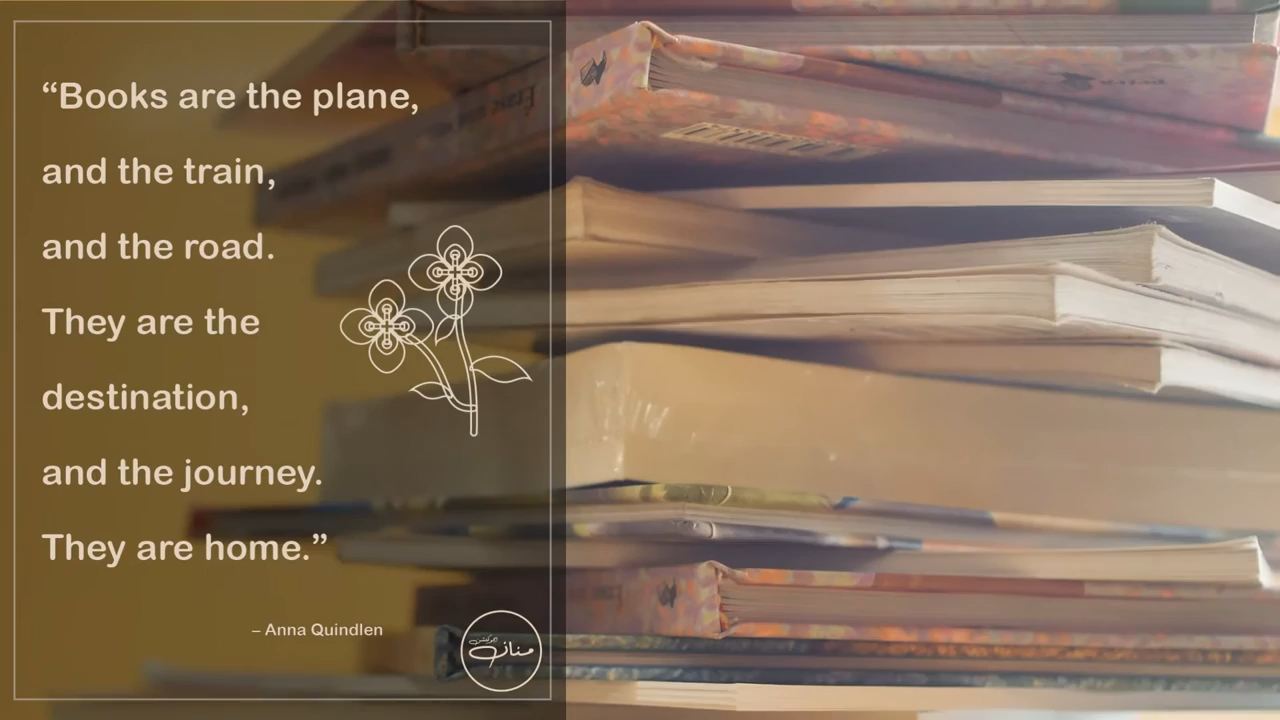 “Books are the plane,
and the train,
and the road.
They are the
destination,
and the journey.
They are home.”
– Anna Quindlen